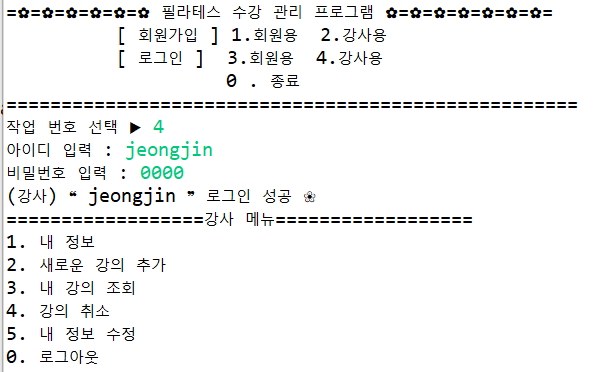 =✿=✿=✿=✿=✿=✿ 필라테스 수강 관리 프로그램 ✿=✿=✿=✿=✿=✿=✿=
[ 회원가입 ] 1.회원용 2.강사용
[ 로그인 ] 3.회원용 4.강사용
0 . 종료
====================================================
작업 번호 선택 ▶ 4
아이디 입력 : jeongjin
비밀번호 입력 : 0000
(강사) ❝ jeongjin ❞ 로그인 성공 ❀
==================강사 메뉴==================
1. 내 정보
2. 새로운 강의 추가
3. 내 강의 조회
4. 강의 취소
5. 내 정보 수정
0. 로그아웃